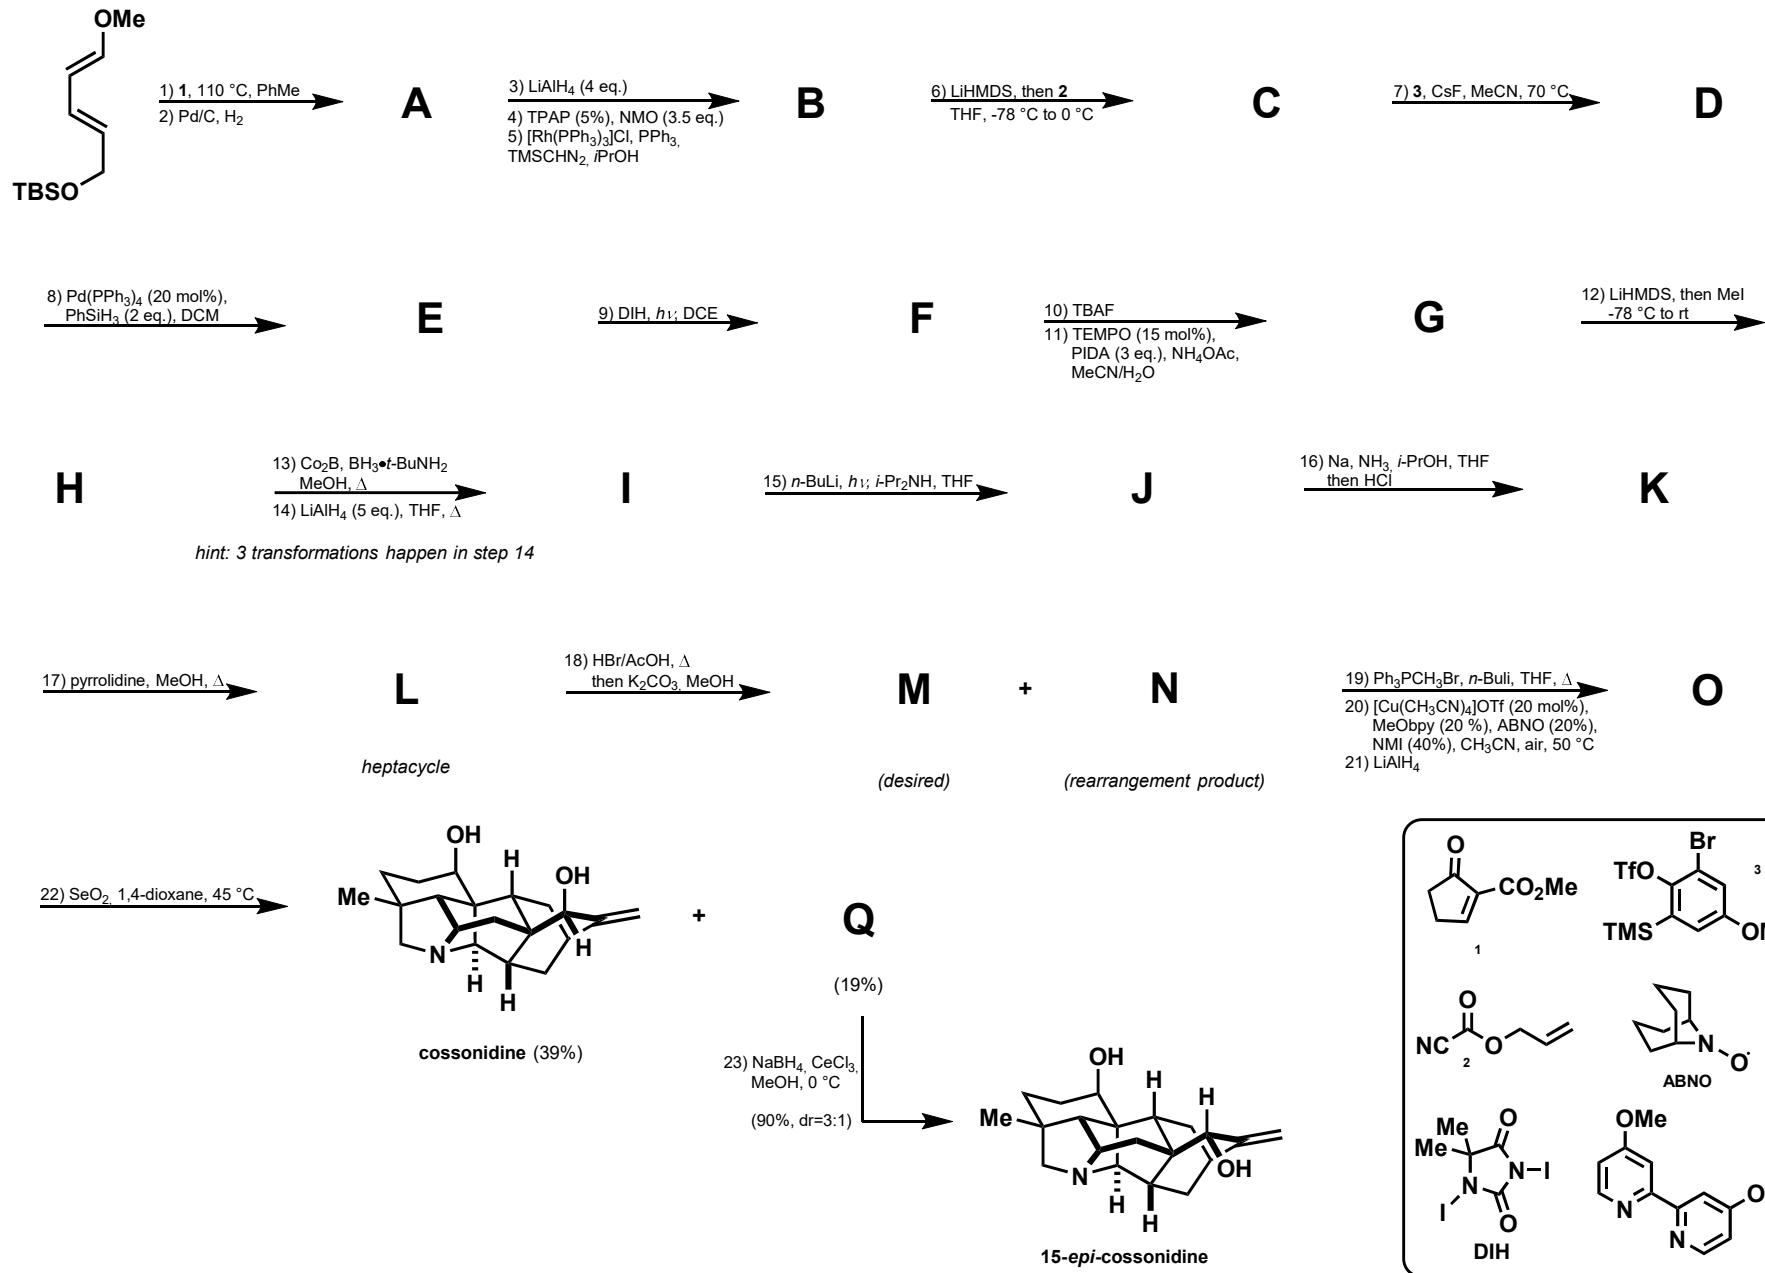 OMe
TBSO
1) 1, 110 °C, PhMe
2) Pd/C, H2
A
3) LiAlH4 (4 eq.)
4) TPAP (5%), NMO (3.5 eq.)
5) [Rh(PPh3)3]Cl, PPh3,
TMSCHN2, iPrOH
B
6) LiHMDS, then 2
THF, -78 °C to 0 °C
C
7) 3, CsF, MeCN, 70 °C
D
8) Pd(PPh3)4 (20 mol%),
PhSiH3 (2 eq.), DCM
E
9) DIH, hν; DCE
F
10) TBAF
11) TEMPO (15 mol%),
PIDA (3 eq.), NH4OAc,
MeCN/H2O
G
12) LiHMDS, then MeI
-78 °C to rt
H
13) Co2B, BH3•t-BuNH2
MeOH, Δ
14) LiAlH4 (5 eq.), THF, Δ
hint: 3 transformations happen in step 14
I
15) n-BuLi, hν; i-Pr2NH, THF
J
16) Na, NH3, i-PrOH, THF
then HCl
K
17) pyrrolidine, MeOH, Δ
L
heptacycle
18) HBr/AcOH, Δ
then K2CO3, MeOH
M
(desired)
+
N
(rearrangement product)
19) Ph3PCH3Br, n-Buli, THF, Δ
20) [Cu(CH3CN)4]OTf (20 mol%),
MeObpy (20 %), ABNO (20%),
NMI (40%), CH3CN, air, 50 °C
21) LiAlH4
O
22) SeO2, 1,4-dioxane, 45 °C
OH
H
OH
Me
H
N
H
H
cossonidine (39%)
+
Q
(19%)
23) NaBH4, CeCl3,
MeOH, 0 °C
(90%, dr=3:1)
OH
H
H
Me
OH
N
H
H
15-epi-cossonidine
O
CO2Me
1
Br
TfO
3
TMS
O
O
NC
O
2
N
O·
ABNO
Me
Me
O
N
I
N
I
O
DIH
OMe
N
N
O